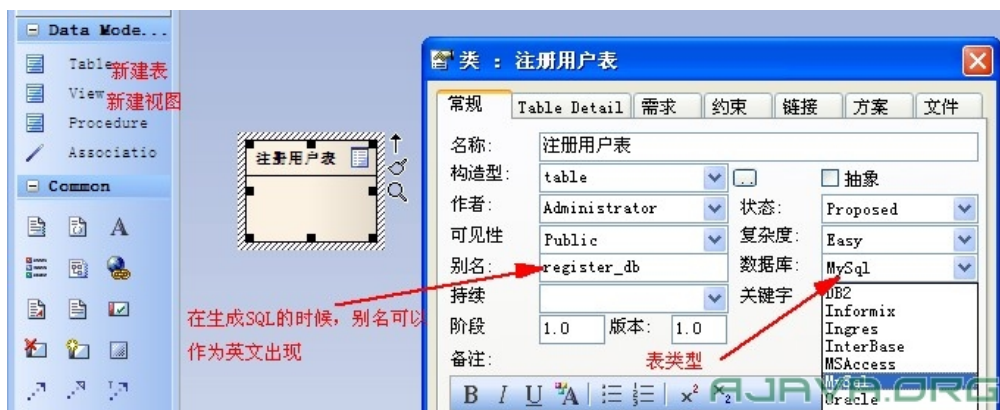 Data Mode...
Table
新建表
View
新建视图
Procedure
Associatio
Common
A
注册用户表
在生成SQL的时候，别名可以
作为英文出现
类 : 注册用户表
常规 Table Detail 需求 约束 链接 方案 文件
名称: 注册用户表
构造型: table .. 抽象
作者: Administrator 状态: Proposed
可见性 Public 复杂度: Easy
别名: register_db 数据库: MySql
持续 关键字 DB2
Informix
阶段 1.0 版本: 1.0
Ingres
InterBase
备注: 表类型 MSAccess
MySql
B I U A x² x₂ Oracle
AJAVA.ORG